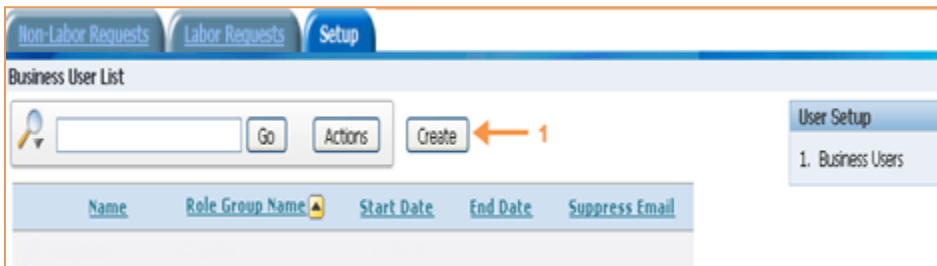 Non-Labor Requests Labor Requests Setup
Business User List
Go Actions Create 1
User Setup
1. Business Users
Name Role Group Name Start Date End Date Suppress Email